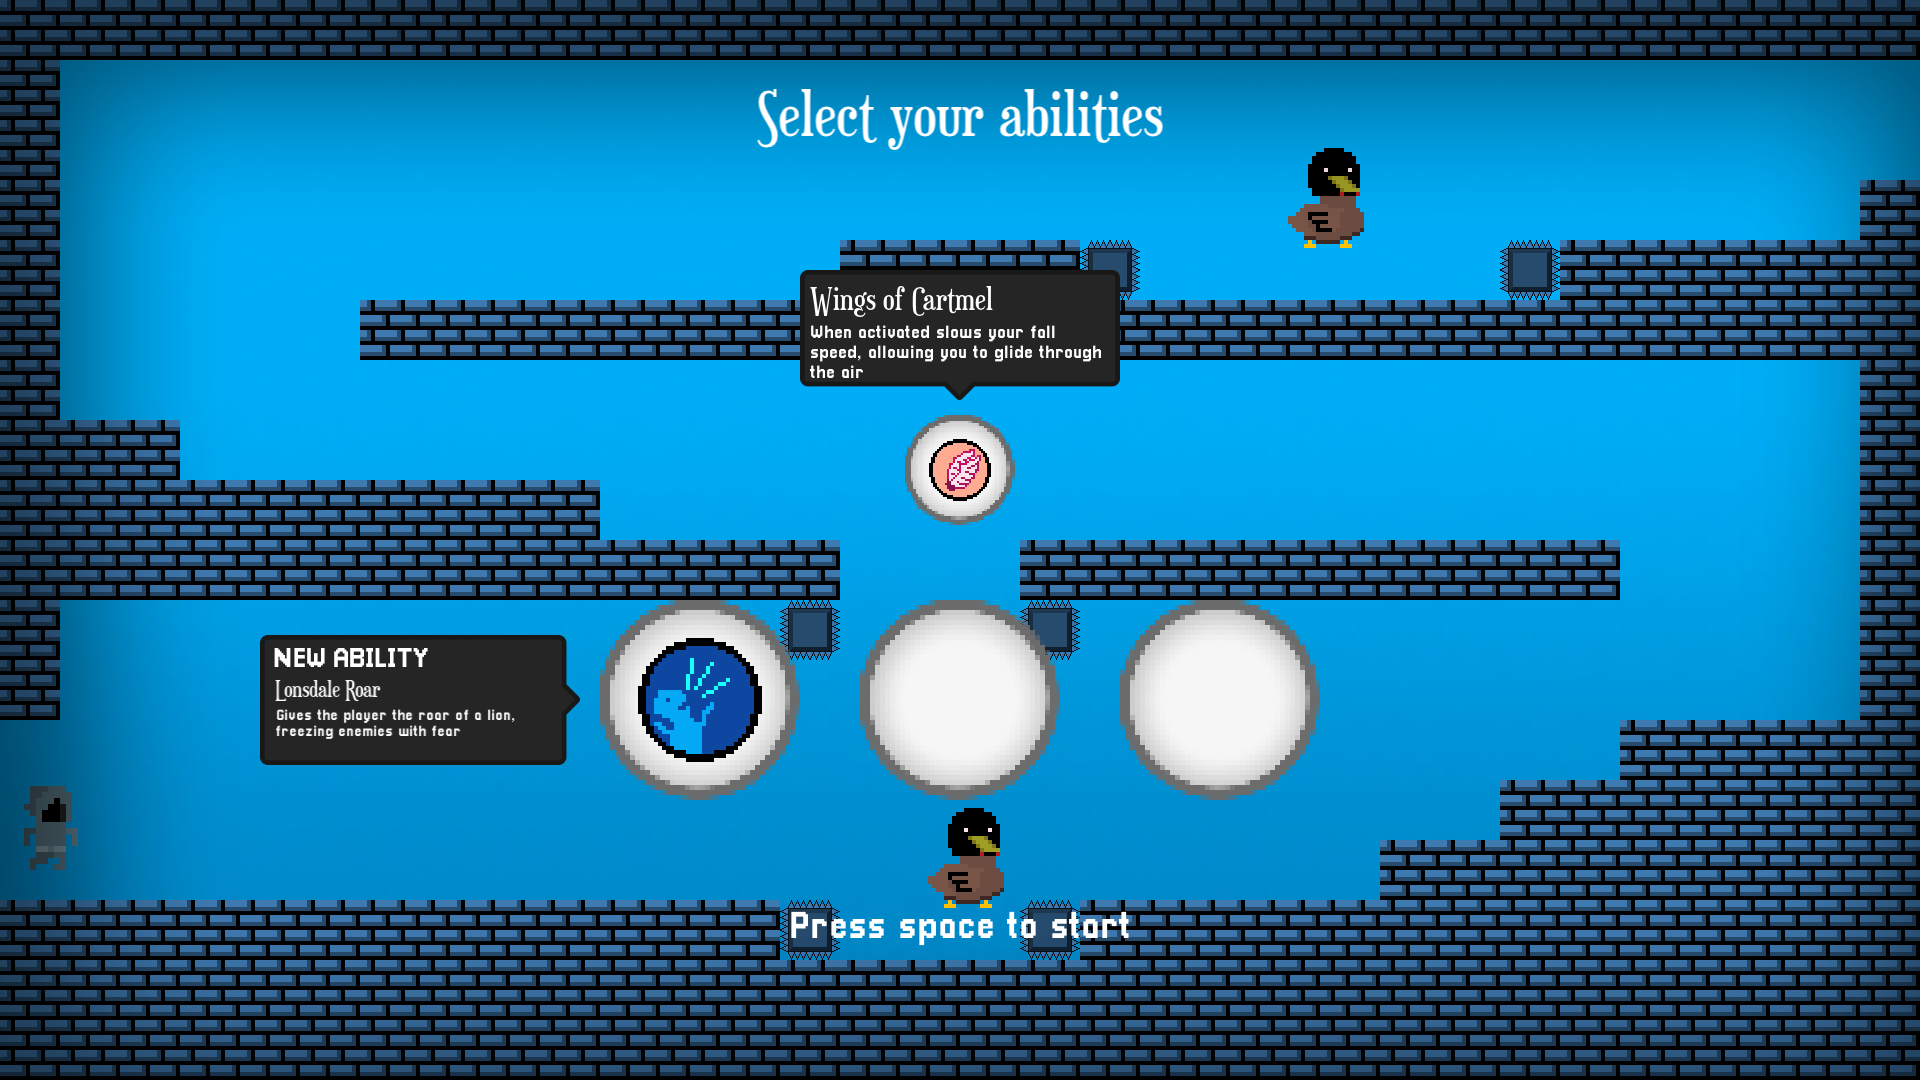 Select your abilities
Wings of Cartmel
When activated slows your fall
speed, allowing you to glide through
the air
NEW ABILITY
Lonsdale Roar
Gives the player the roar of a lion,
freezing enemies with fear
Press space to start